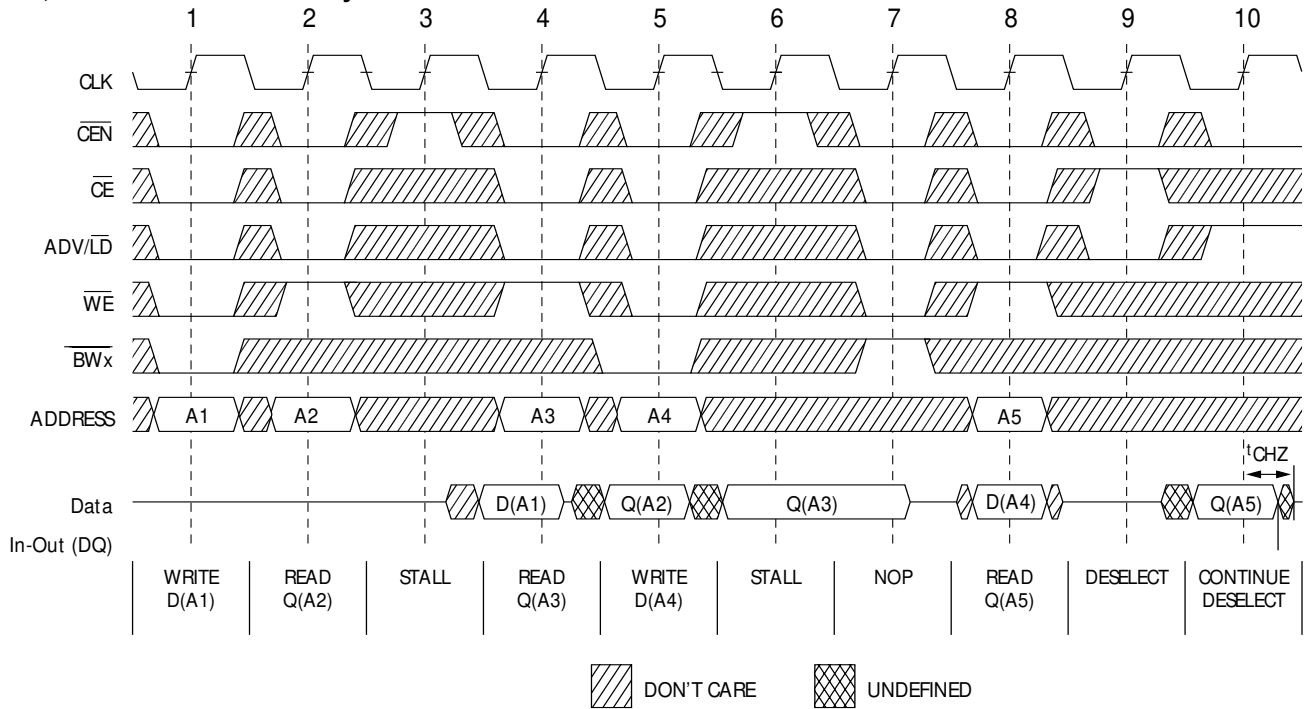 1 2 3 4 5 6 7 8 9 10
CLK
CEN
CE
ADV/LD
WE
BWx
ADDRESS A1 A2 A3 A4 A5
tCHZ
Data D(A1) Q(A2) Q(A3) D(A4) Q(A5)
In-Out (DQ)
WRITE READ STALL READ WRITE STALL NOP READ DESELECT CONTINUE
D(A1) Q(A2) Q(A3) D(A4) Q(A5) DESELECT
DON'T CARE UNDEFINED